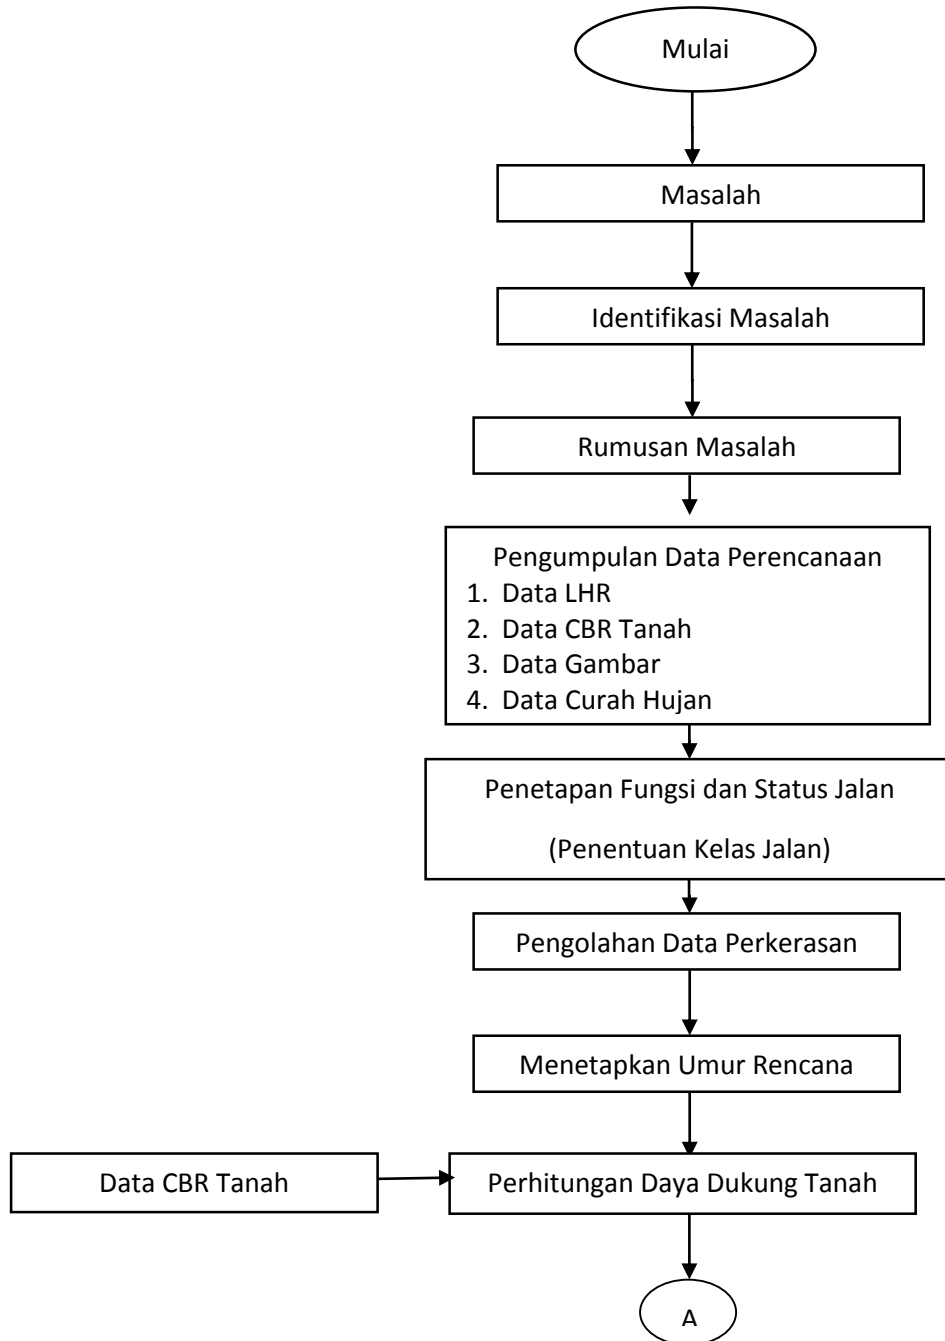 Mulai
Masalah
Identifikasi Masalah
Rumusan Masalah
Pengumpulan Data Perencanaan
1. Data LHR
2. Data CBR Tanah
3. Data Gambar
4. Data Curah Hujan
Penetapan Fungsi dan Status Jalan
(Penentuan Kelas Jalan)
Pengolahan Data Perkerasan
Menetapkan Umur Rencana
Data CBR Tanah
Perhitungan Daya Dukung Tanah
A